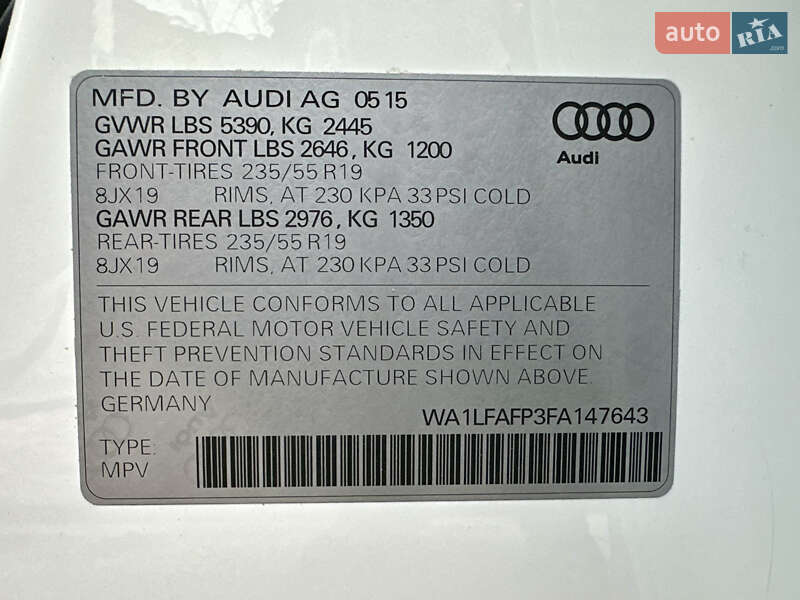 auto RIA.com
MFD. BY AUDI AG 05 15
GVWR LBS 5390, KG 2445
GAWR FRONT LBS 2646, KG 1200
FRONT-TIRES 235/55 R19
8JX19 RIMS, AT 230 KPA 33 PSI COLD
GAWR REAR LBS 2976, KG 1350
REAR-TIRES 235/55 R19
8JX19 RIMS, AT 230 KPA 33 PSI COLD
Audi
THIS VEHICLE CONFORMS TO ALL APPLICABLE
U.S. FEDERAL MOTOR VEHICLE SAFETY AND
THEFT PREVENTION STANDARDS IN EFFECT ON
THE DATE OF MANUFACTURE SHOWN ABOVE.
GERMANY
WA1LFAFP3FA147643
TYPE:
MPV